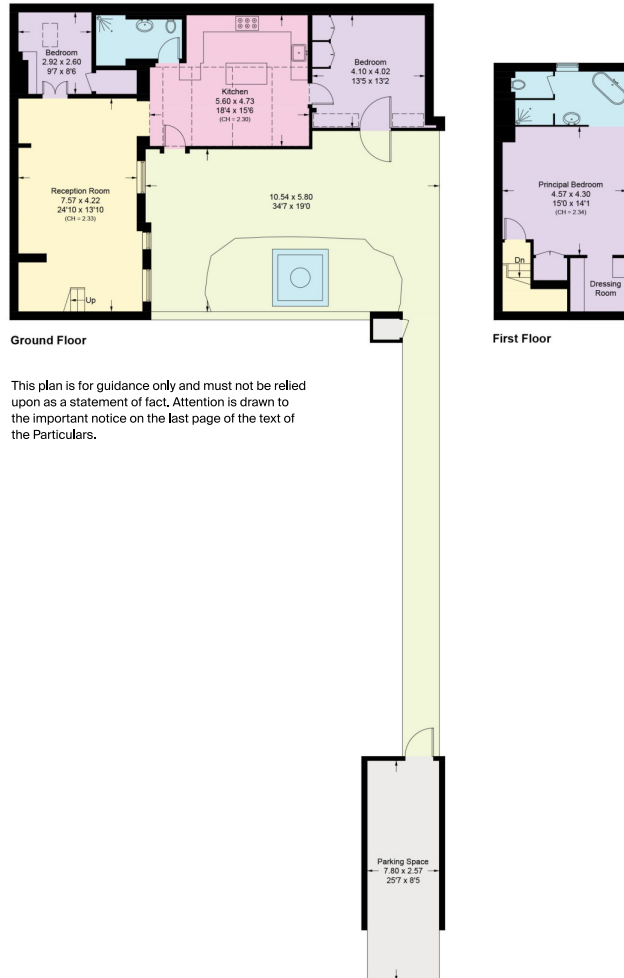 Bedroom
2.92 x 2.60
9'7 x 8'6
Kitchen
5.60 x 4.73
18'4 x 15'6
(CH = 2.30)
Bedroom
4.10 x 4.02
13'5 x 13'2
Reception Room
7.57 x 4.22
24'10 x 13'10
(CH = 2.33)
10.54 x 5.80
34'7 x 19'0
Up
Ground Floor
Principal Bedroom
4.57 x 4.30
15'0 x 14'1
(CH = 2.34)
Dn
Dressing
Room
First Floor
This plan is for guidance only and must not be relied
upon as a statement of fact. Attention is drawn to
the important notice on the last page of the text of
the Particulars.
Parking Space
7.80 x 2.57
25'7 x 8'5